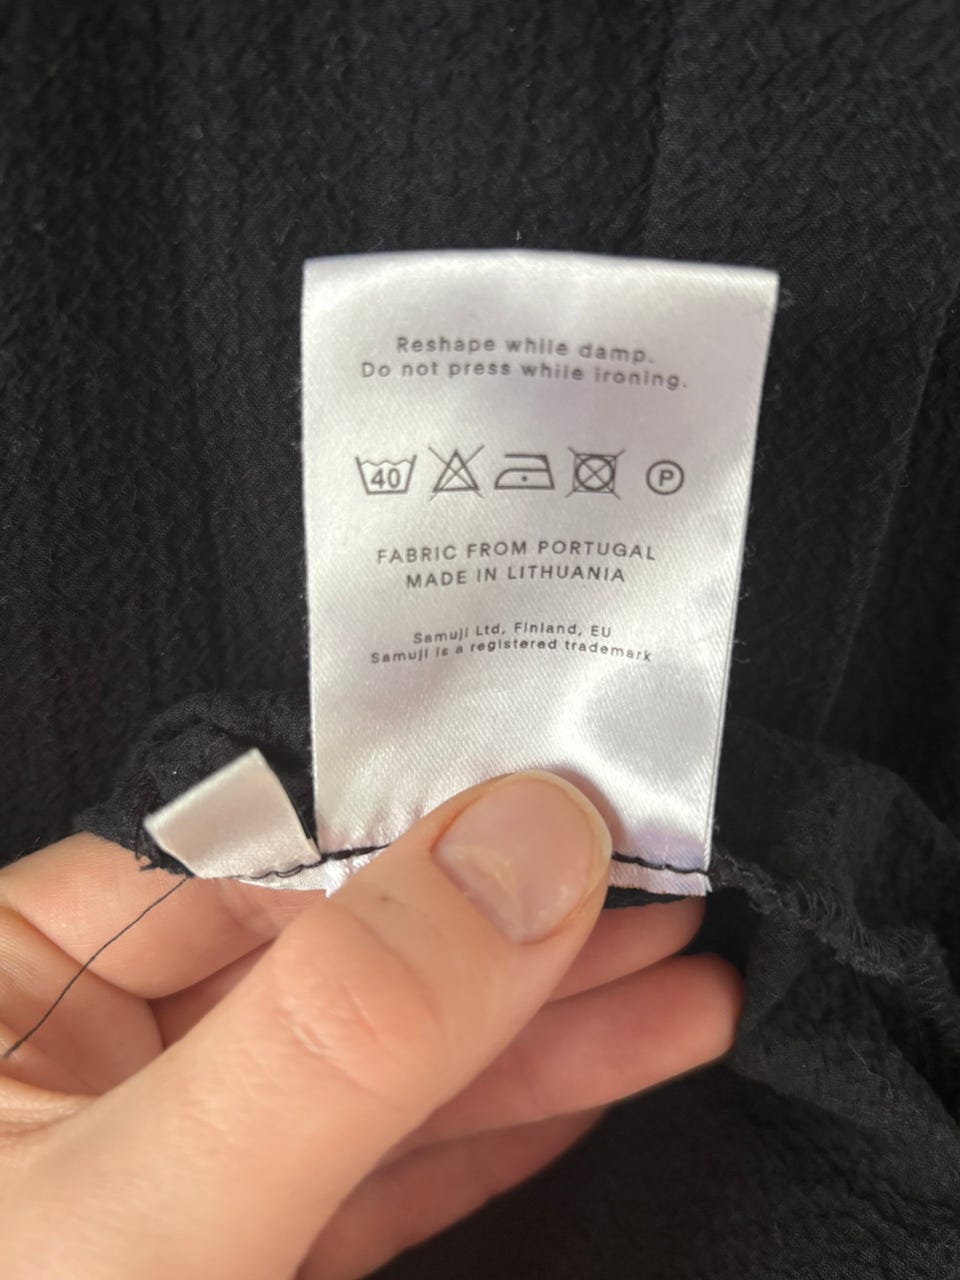 Reshape while damp.
Do not press while ironing.
40 P
FABRIC FROM PORTUGAL
MADE IN LITHUANIA
Samuji Ltd, Finland, EU
Samuji is a registered trademark